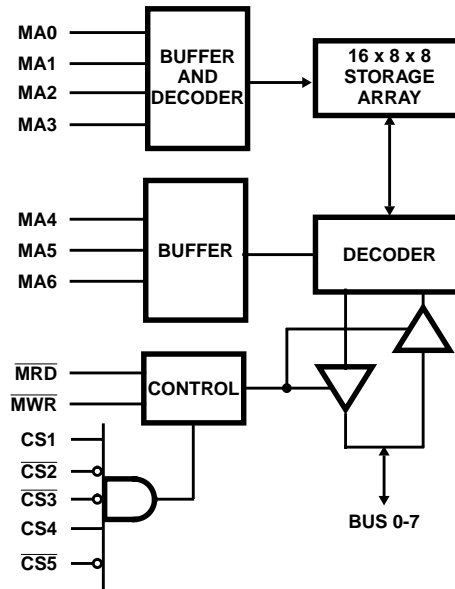 MA0
MA1
MA2
MA3
BUFFER
AND
DECODER
16 x 8 x 8
STORAGE
ARRAY
MA4
MA5
MA6
BUFFER
DECODER
MRD
MWR
CONTROL
CS1
CS2
CS3
CS4
CS5
BUS 0-7